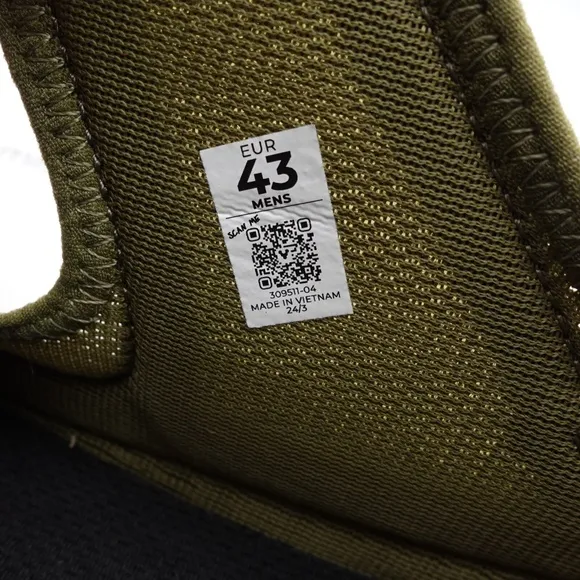 EUR
43
MENS
SCAN ME
309511-04
MADE IN VIETNAM
24/3